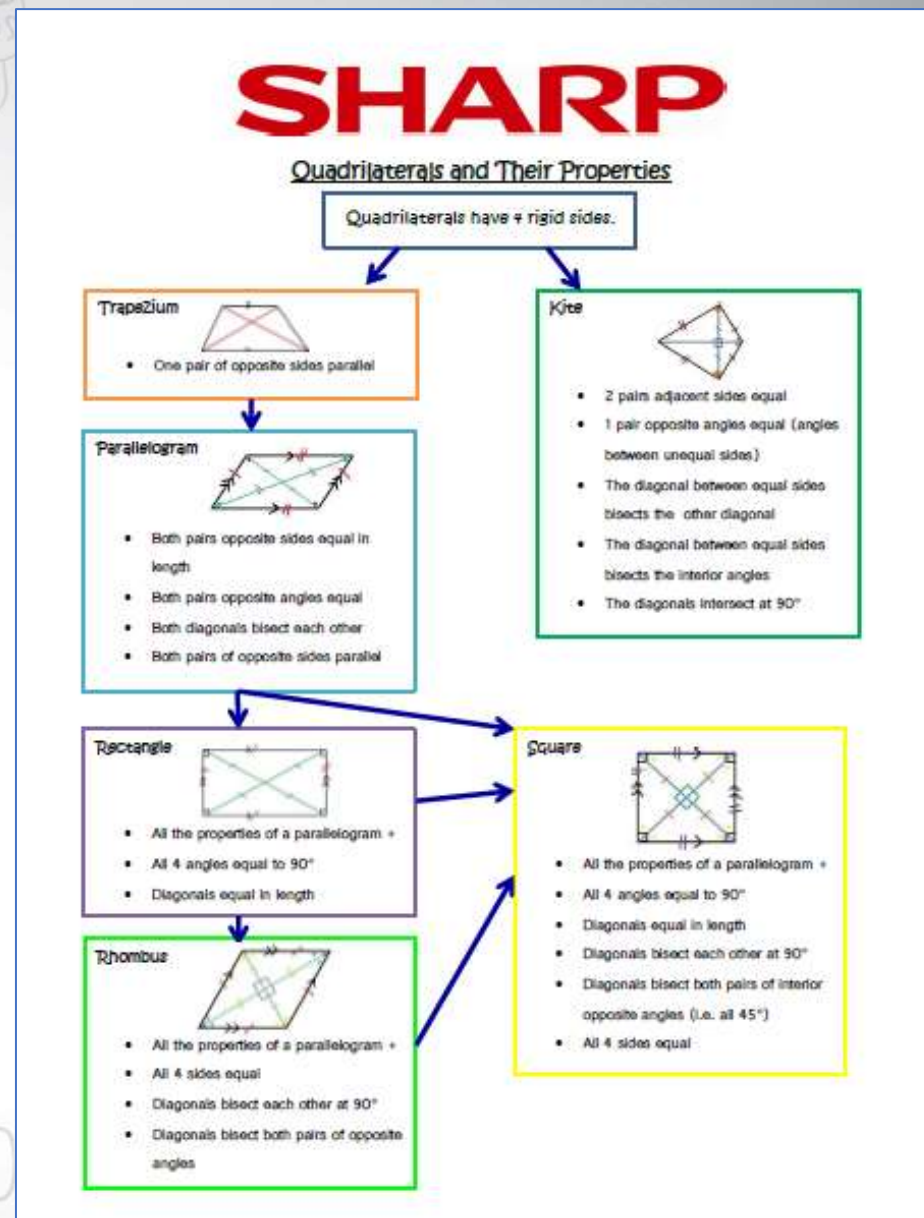 SHARP
Quadrilaterals and Their Properties
Quadrilaterals have 4 rigid sides.
Trapezium
• One pair of opposite sides parallel
Kite
• 2 pairs adjacent sides equal
• 1 pair opposite angles equal (angles
between unequal sides)
• The diagonal between equal sides
bisects the other diagonal
• The diagonal between equal sides
bisects the interior angles
• The diagonals intersect at 90°
Parallelogram
• Both pairs opposite sides equal in
length
• Both pairs opposite angles equal
• Both diagonals bisect each other
• Both pairs of opposite sides parallel
Rectangle
• All the properties of a parallelogram +
• All 4 angles equal to 90°
• Diagonals equal in length
Square
• All the properties of a parallelogram +
• All 4 angles equal to 90°
• Diagonals equal in length
• Diagonals bisect each other at 90°
• Diagonals bisect both pairs of interior
opposite angles (i.e. all 45°)
• All 4 sides equal
Rhombus
• All the properties of a parallelogram +
• All 4 sides equal
• Diagonals bisect each other at 90°
• Diagonals bisect both pairs of opposite
angles